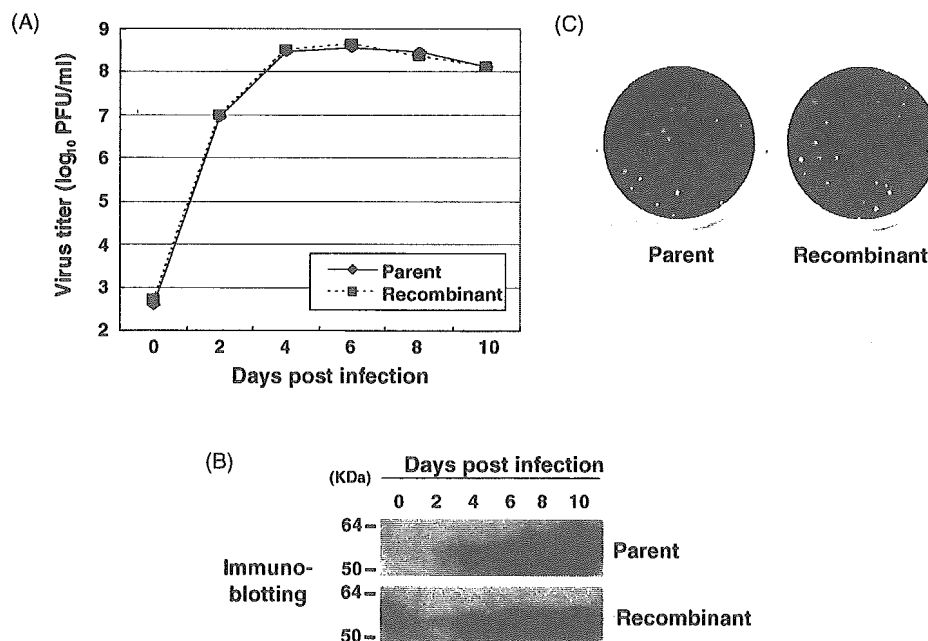 (A)
Virus titer (log10 PFU/ml)
9
8
7
6
5
4
3
2
0 2 4 6 8 10
Days post infection
Parent
Recombinant
(C)
Parent Recombinant
(B)
Days post infection
(KDa) 0 2 4 6 8 10
64
50
Parent
Immuno-
blotting
64
50
Recombinant